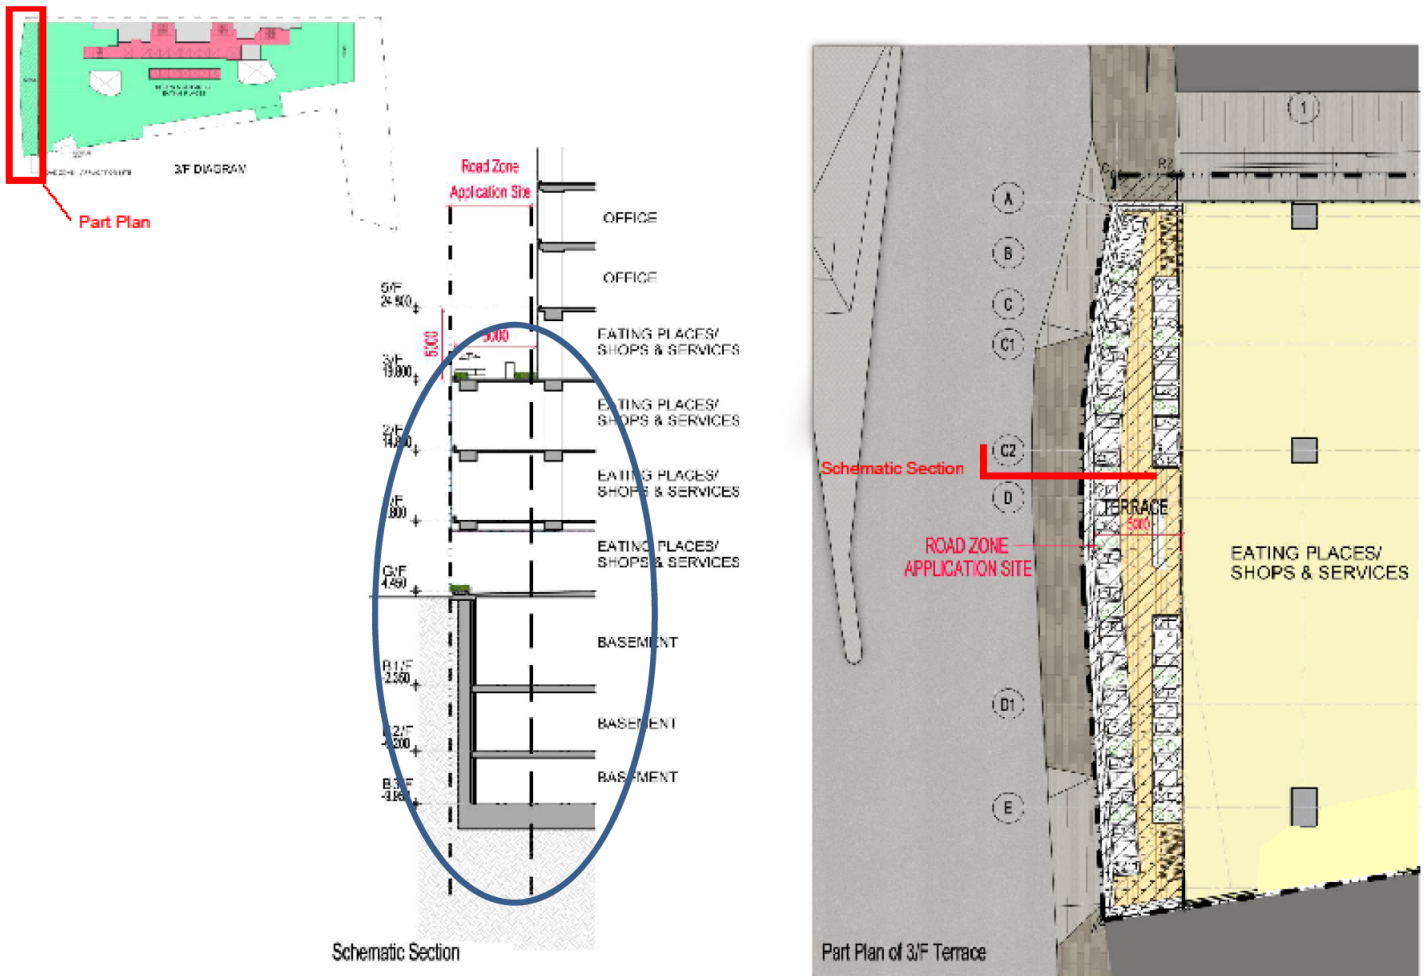 3/F DIAGRAM
Part Plan
Road Zone
Application Site
OFFICE
OFFICE
5/F
24.800
5000
5000
EATING PLACES/
SHOPS & SERVICES
3/F
19.800
EATING PLACES/
SHOPS & SERVICES
2/F
EATING PLACES/
SHOPS & SERVICES
EATING PLACES/
SHOPS & SERVICES
G/F
4.450
BASEMENT
B1/F
-2.350
BASEMENT
BASEMENT
Schematic Section
1
A
B
C
C1
C2
Schematic Section
D
TERRACE
5000
ROAD ZONE
APPLICATION SITE
EATING PLACES/
SHOPS & SERVICES
D1
E
Part Plan of 3/F Terrace